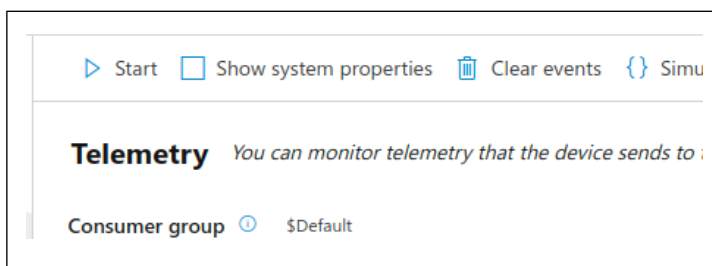 Start Show system properties Clear events {} Simu
Telemetry You can monitor telemetry that the device sends to
Consumer group $Default